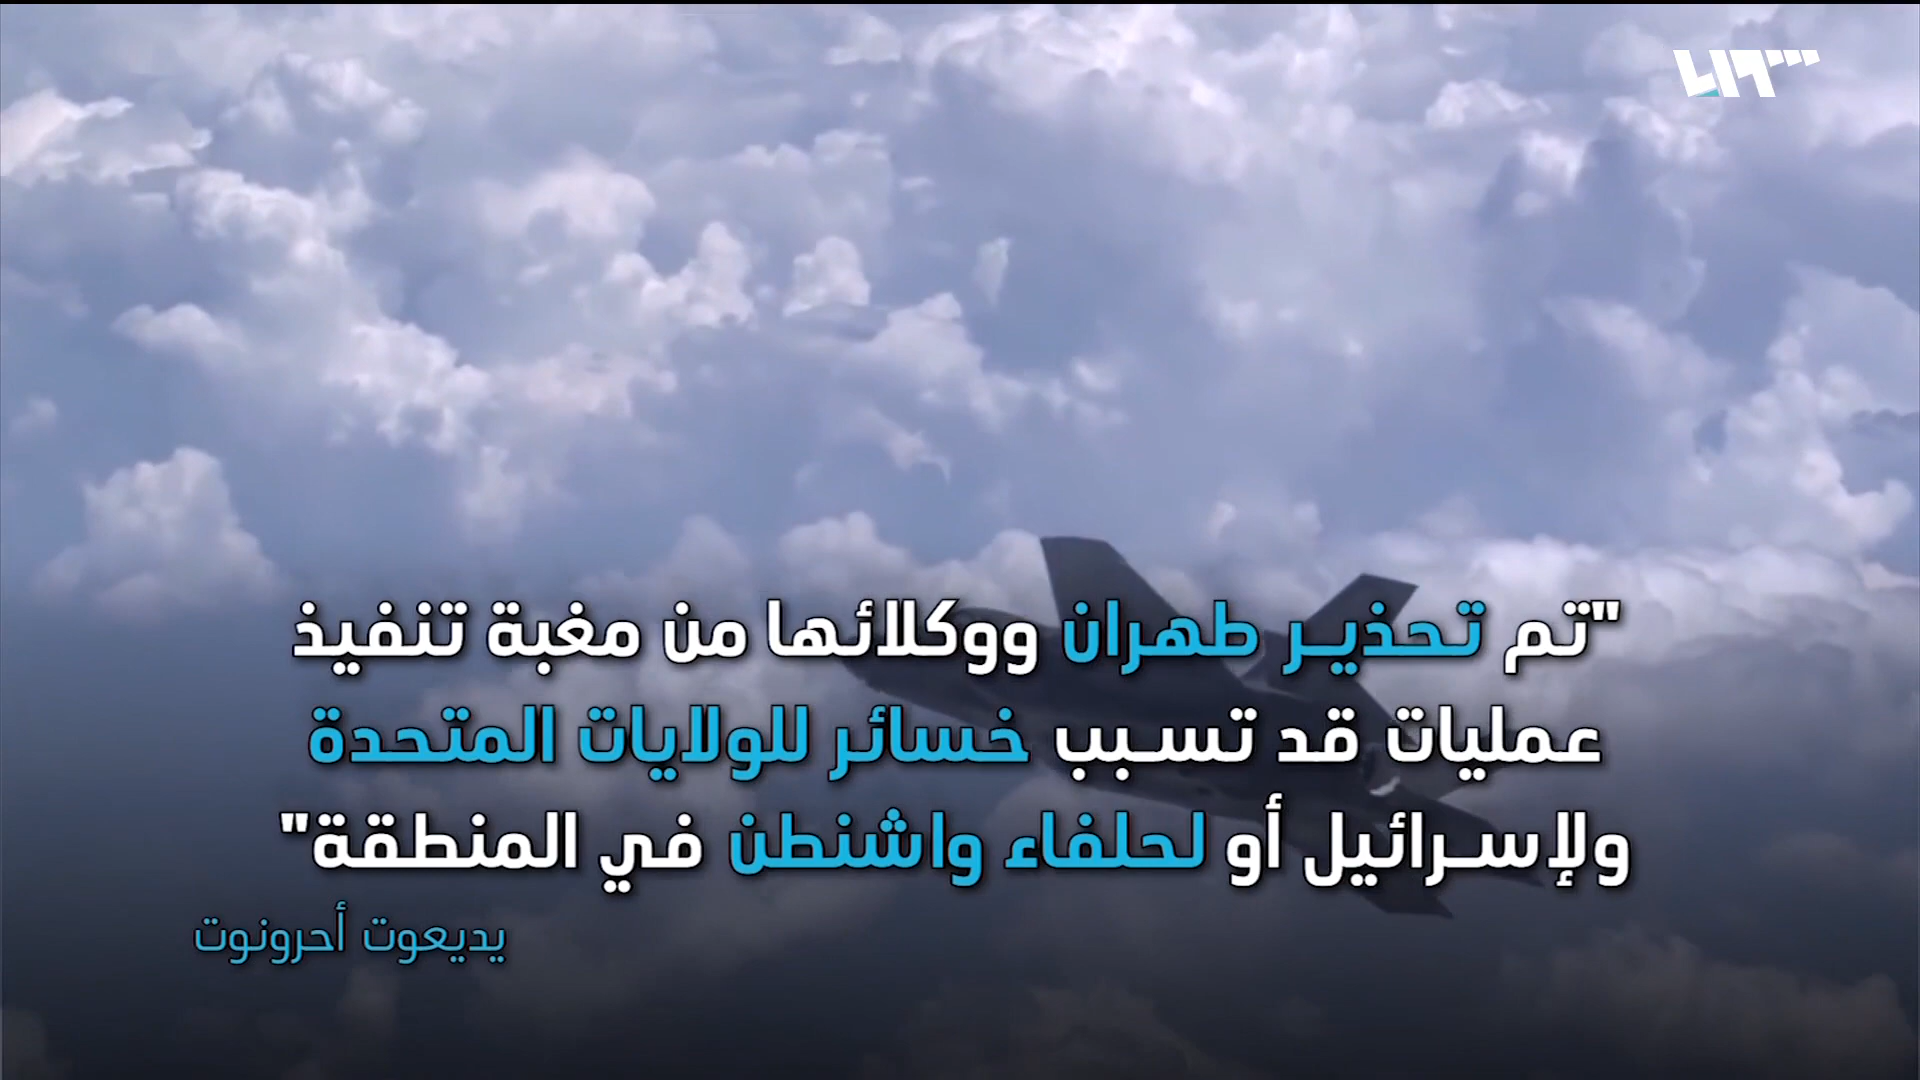 "تم تحذير طهران ووكلائها من مغبة تنفيذ
عمليات قد تسبب خسائر للولايات المتحدة
ولإسرائيل أو لحلفاء واشنطن في المنطقة"
يديعوت أحرونوت